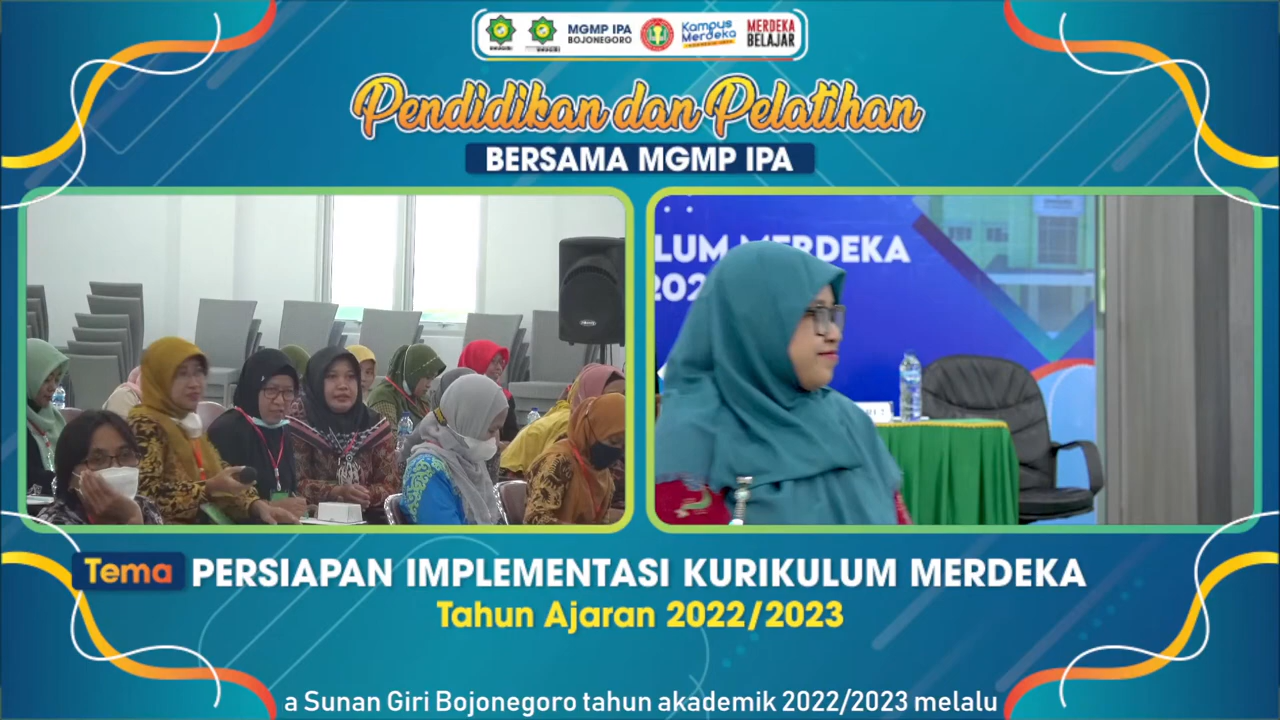 MGMP IPA
BOJONEGORO
Kampus
Merdeka
MERDEKA
BELAJAR
Pendidikan dan Pelatihan
BERSAMA MGMP IPA
LUM MERDEKA
202
Tema PERSIAPAN IMPLEMENTASI KURIKULUM MERDEKA
Tahun Ajaran 2022/2023
a Sunan Giri Bojonegoro tahun akademik 2022/2023 melalu